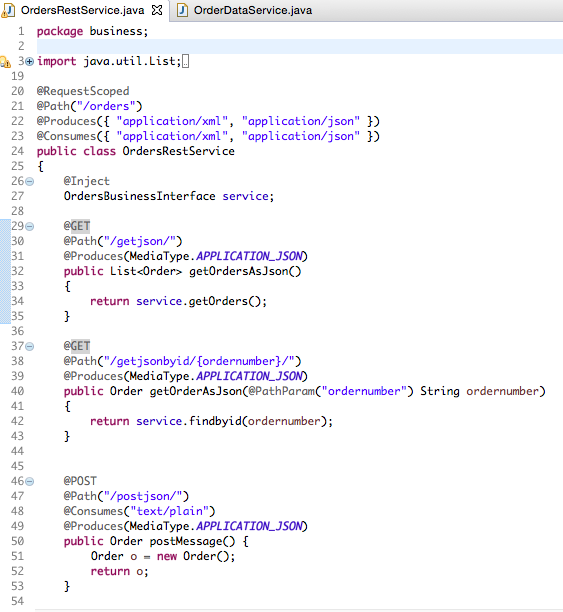 OrdersRestService.java OrderDataService.java
1 package business;
2
3 import java.util.List;
19
20 @RequestScoped
21 @Path("/orders")
22 @Produces({ "application/xml", "application/json" })
23 @Consumes({ "application/xml", "application/json" })
24 public class OrdersRestService
25 {
26 @Inject
27 OrdersBusinessInterface service;
28
29 @GET
30 @Path("/getjson/")
31 @Produces(MediaType.APPLICATION_JSON)
32 public List<Order> getOrdersAsJson()
33 {
34 return service.getOrders();
35 }
36
37 @GET
38 @Path("/getjsonbyid/{ordernumber}/")
39 @Produces(MediaType.APPLICATION_JSON)
40 public Order getOrderAsJson(@PathParam("ordernumber") String ordernumber)
41 {
42 return service.findbyid(ordernumber);
43 }
44
45
46 @POST
47 @Path("/postjson/")
48 @Consumes("text/plain")
49 @Produces(MediaType.APPLICATION_JSON)
50 public Order postMessage() {
51 Order o = new Order();
52 return o;
53 }
54